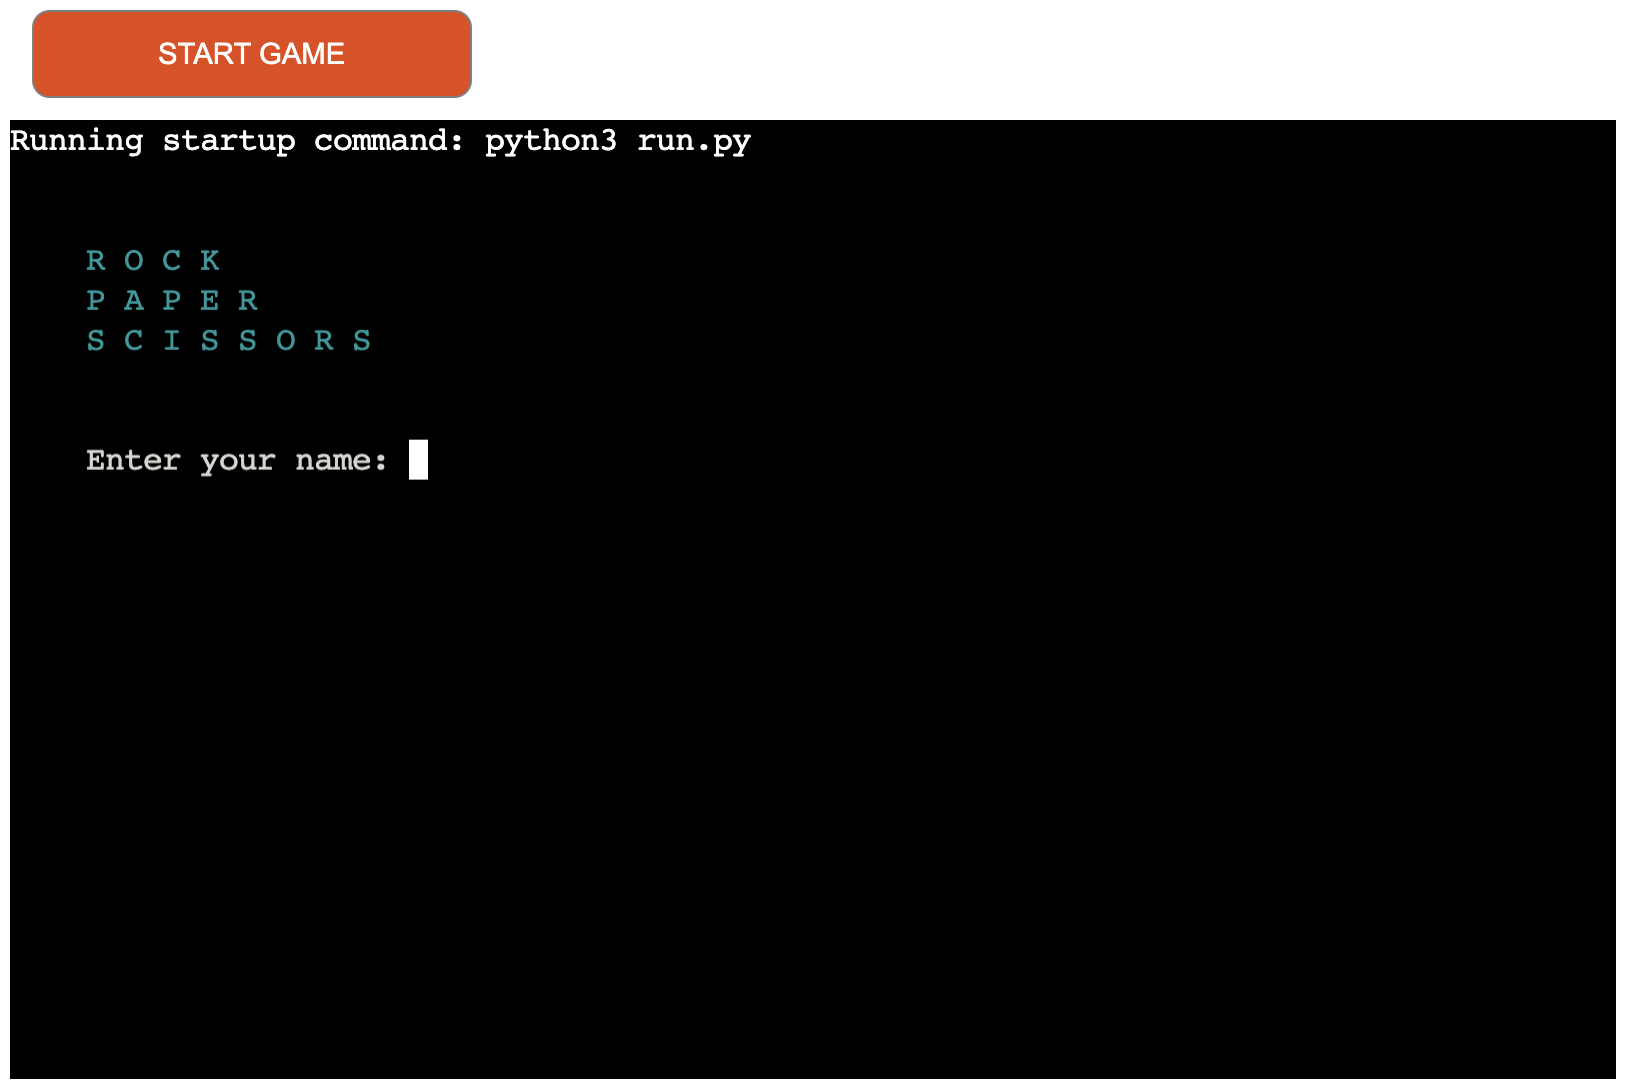 START GAME
Running startup command: python3 run.py
R O C K
P A P E R
S C I S S O R S
Enter your name: